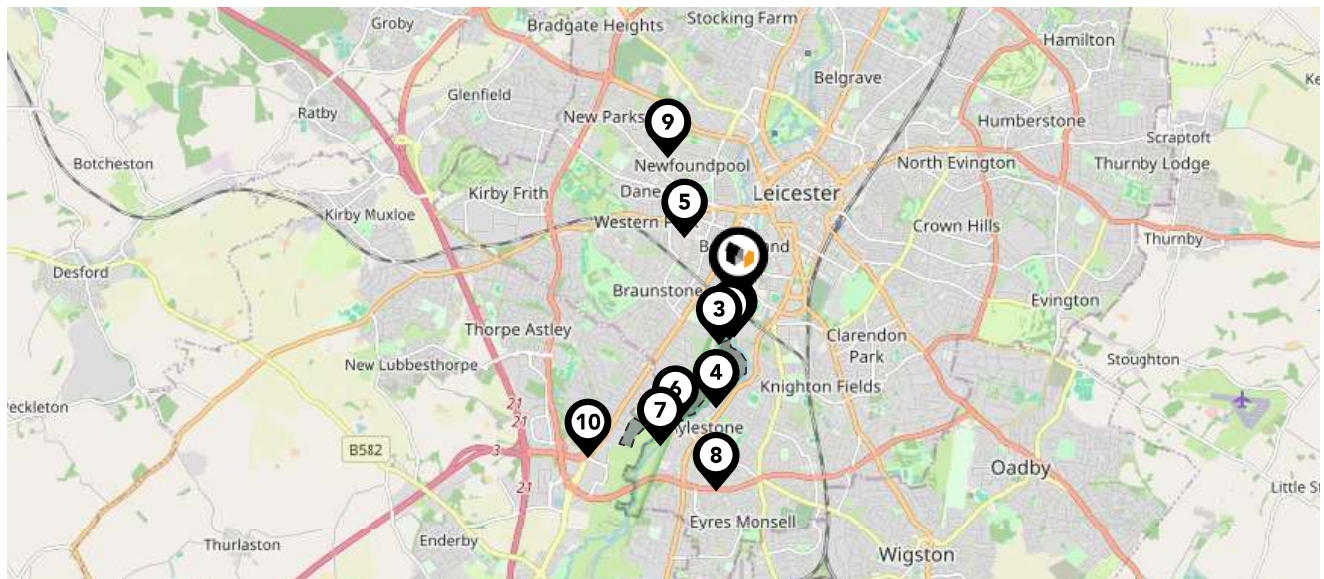 Groby
Bradgate Heights
Stocking Farm
Hamilton
Belgrave
Ratby
Glenfield
New Parks
9
Humberstone
Scraptoft
Botcheston
Newfoundpool
North Evington
Thurnby Lodge
Kirby Frith
Dane
Leicester
5
Kirby Muxloe
Western
Crown Hills
Thurnby
Desford
Braunstone
Evington
3
Thorpe Astley
Clarendon
Park
New Lubbesthorpe
Stoughton
4
Knighton Fields
6
7
21
21
10
aylestone
B582
3
8
Oadby
21
Little St
Eyres Monsell
Thurlaston
Enderby
Wigston